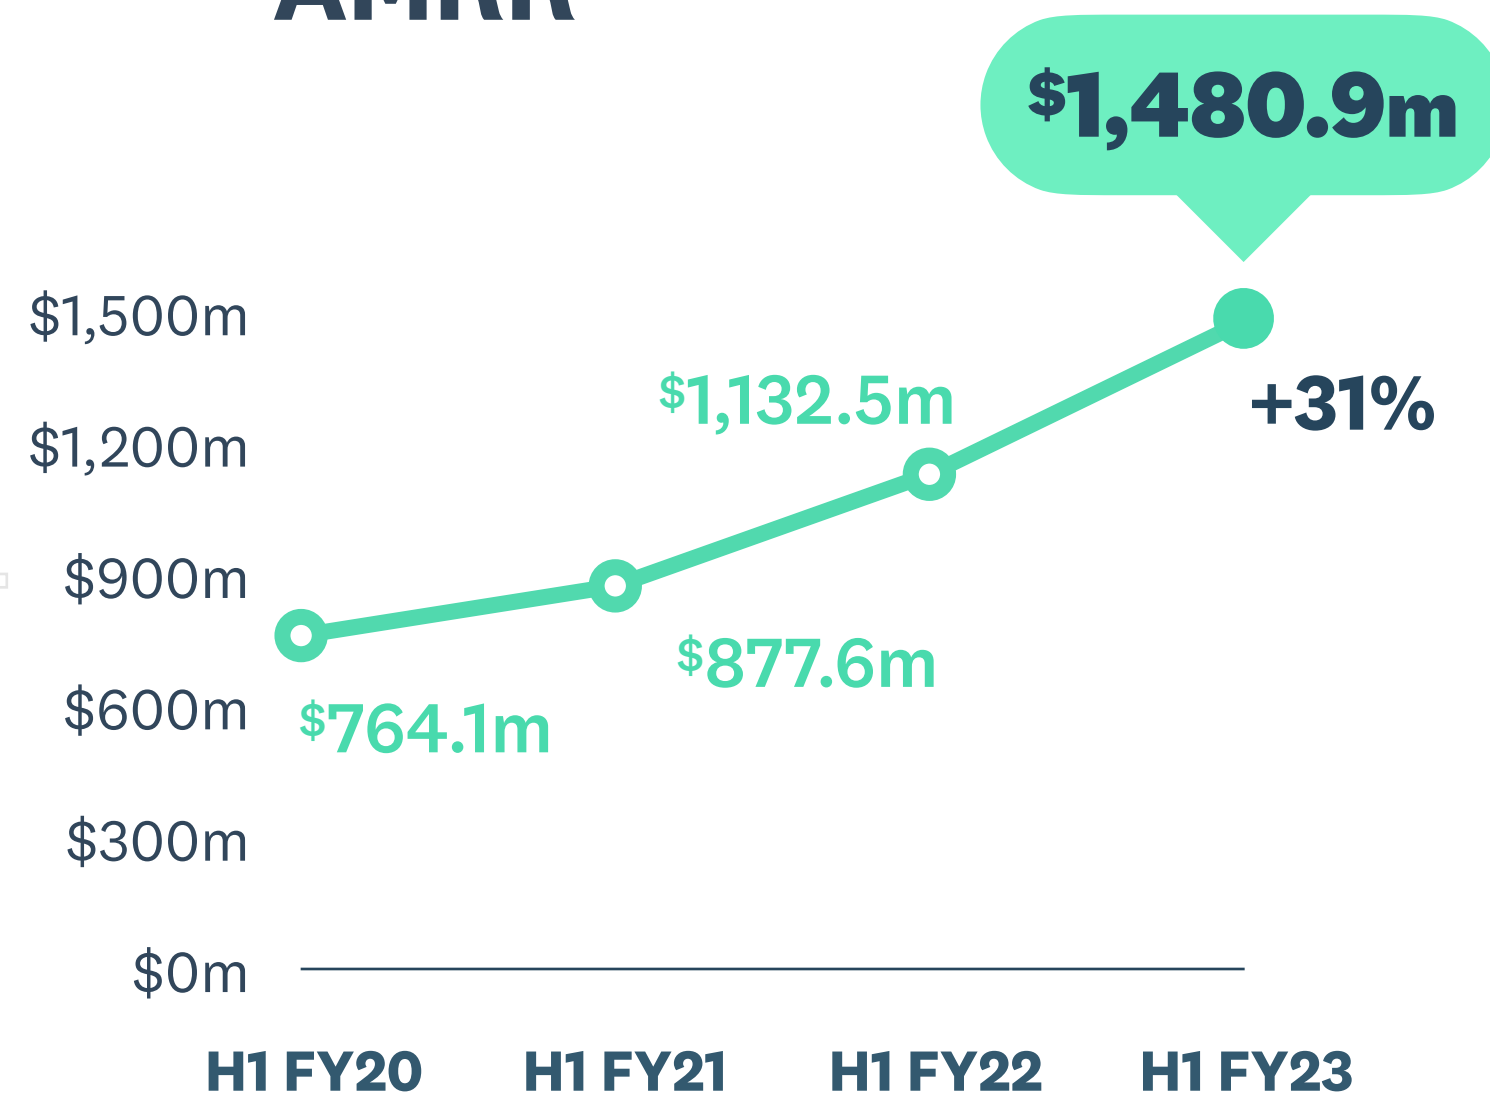 AMRR
$1,480.9m
$1,500m
$1,132.5m
+31%
$1,200m
$900m
$877.6m
$600m
$764.1m
$300m
$0m
H1 FY20 H1 FY21 H1 FY22 H1 FY23